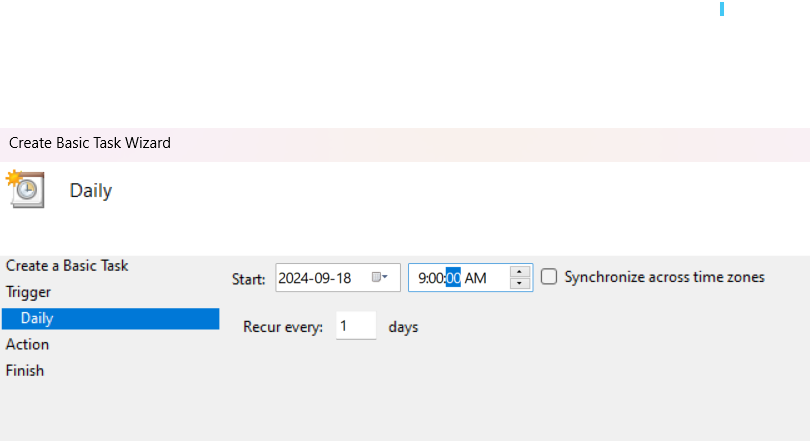 Create Basic Task Wizard
Daily
Create a Basic Task
Trigger
Daily
Action
Finish
Start: 2024-09-18 9:00:00 AM Synchronize across time zones
Recur every: 1 days